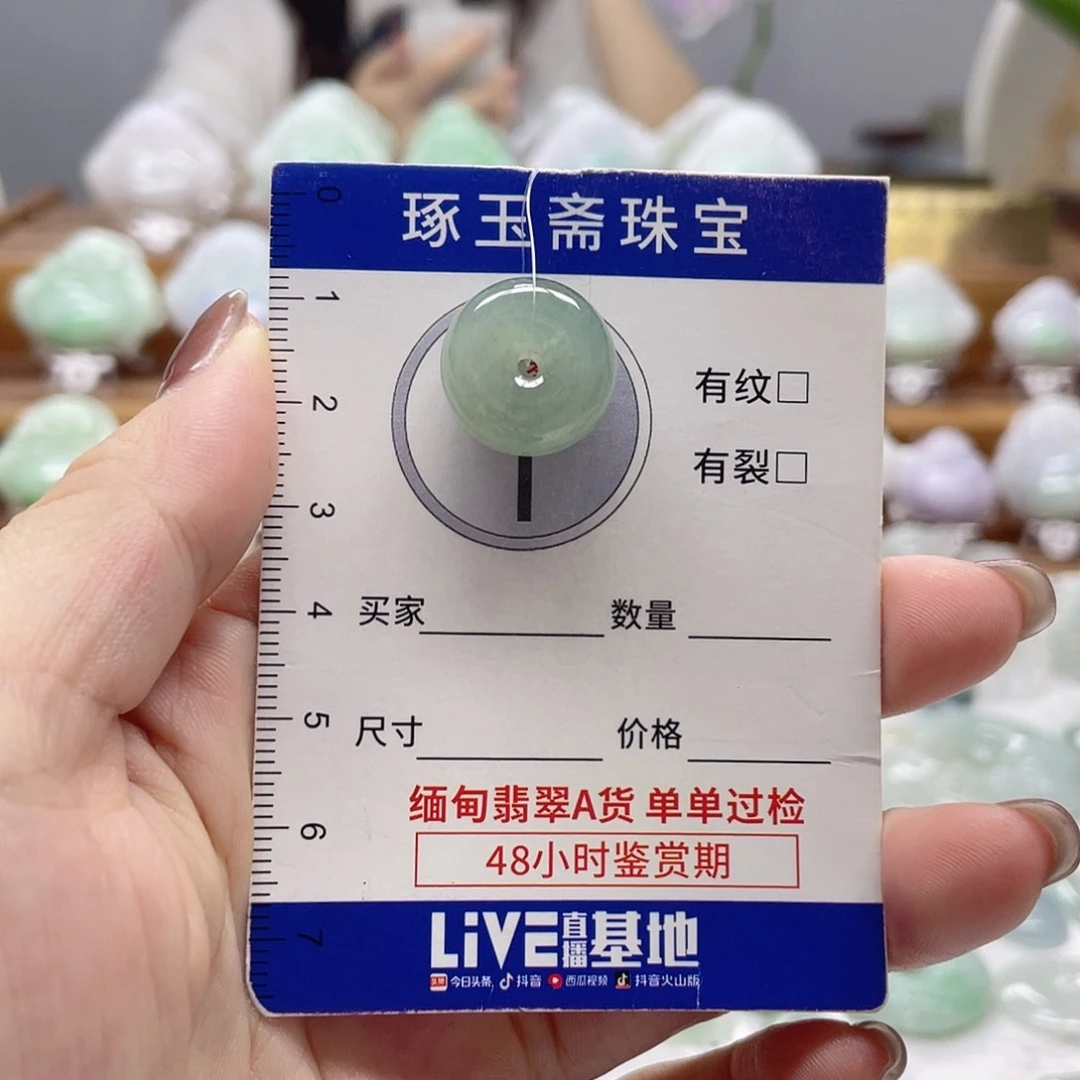 琢玉斋珠宝
0
1
2
3
4
5
6
7
有纹□
有裂□
买家 数量
尺寸 价格
缅甸翡翠A货 单单过检
48小时鉴赏期
LiVE直播基地
头条 今日头条 抖音 西瓜视频 抖音火山版